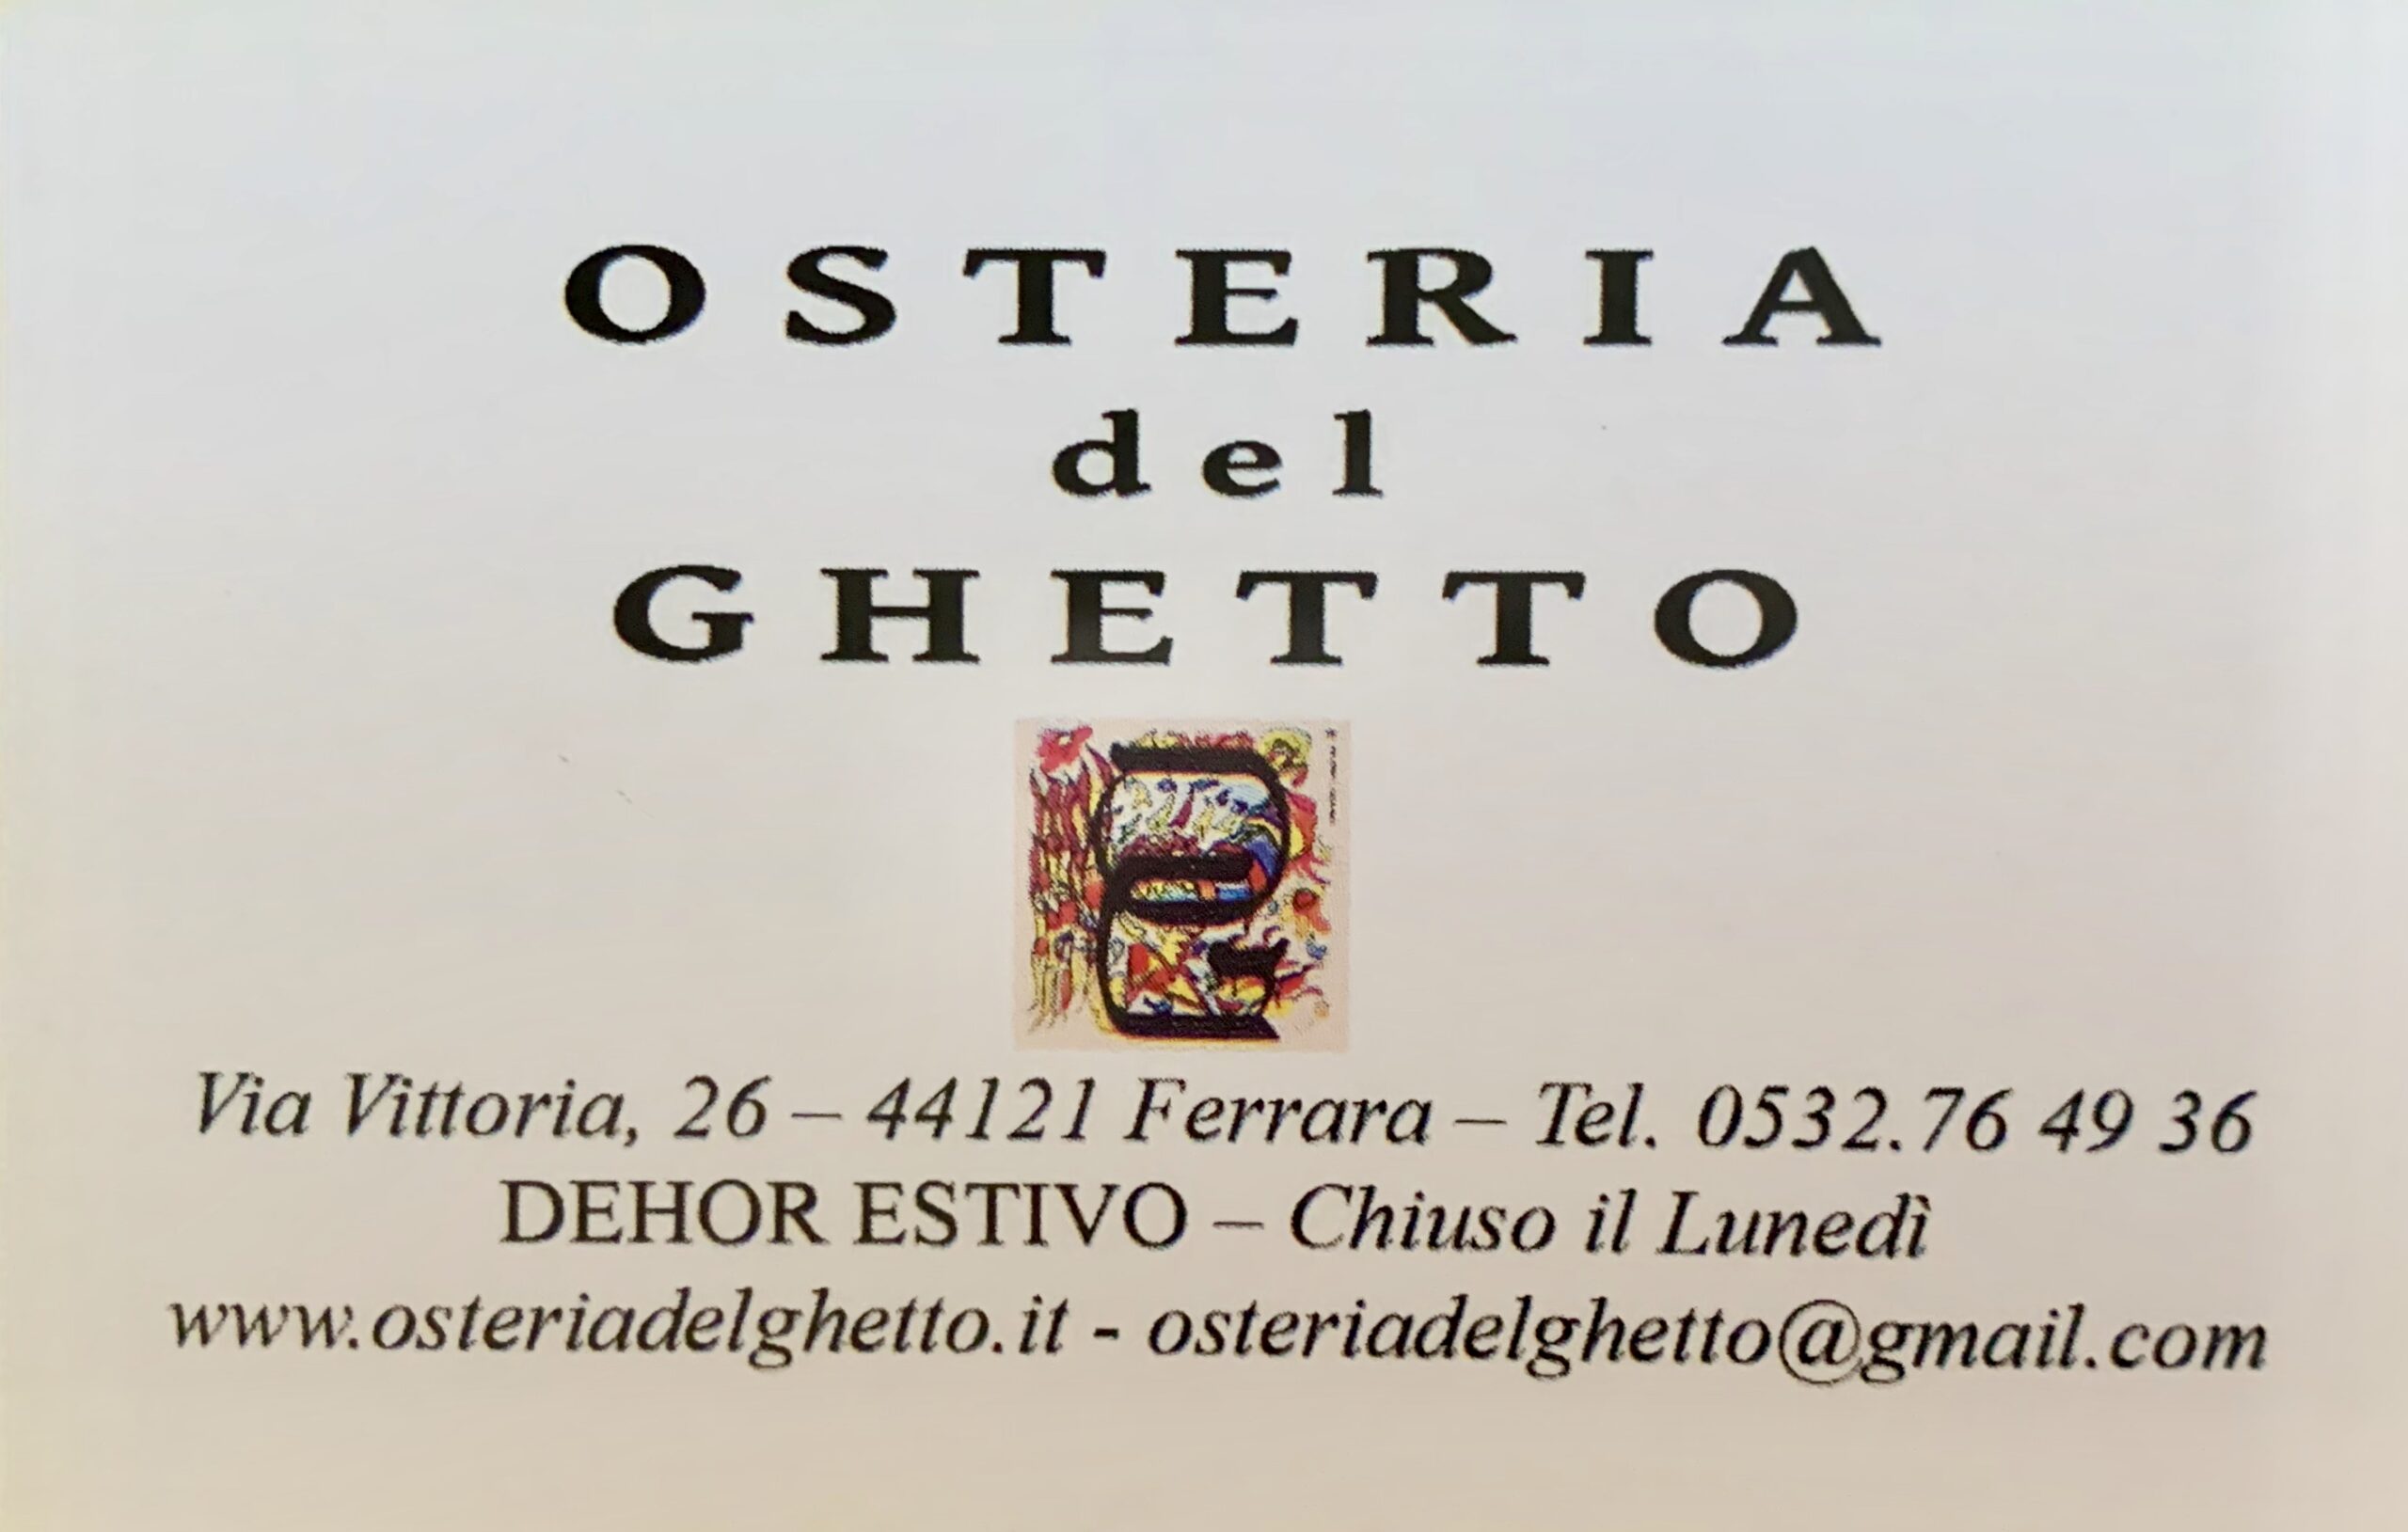 OSTERIA
del
GHETTO
Via Vittoria, 26 – 44121 Ferrara – Tel. 0532.76 49 36
DEHOR ESTIVO – Chiuso il Lunedì
www.osteriadelghetto.it - osteriadelghetto@gmail.com